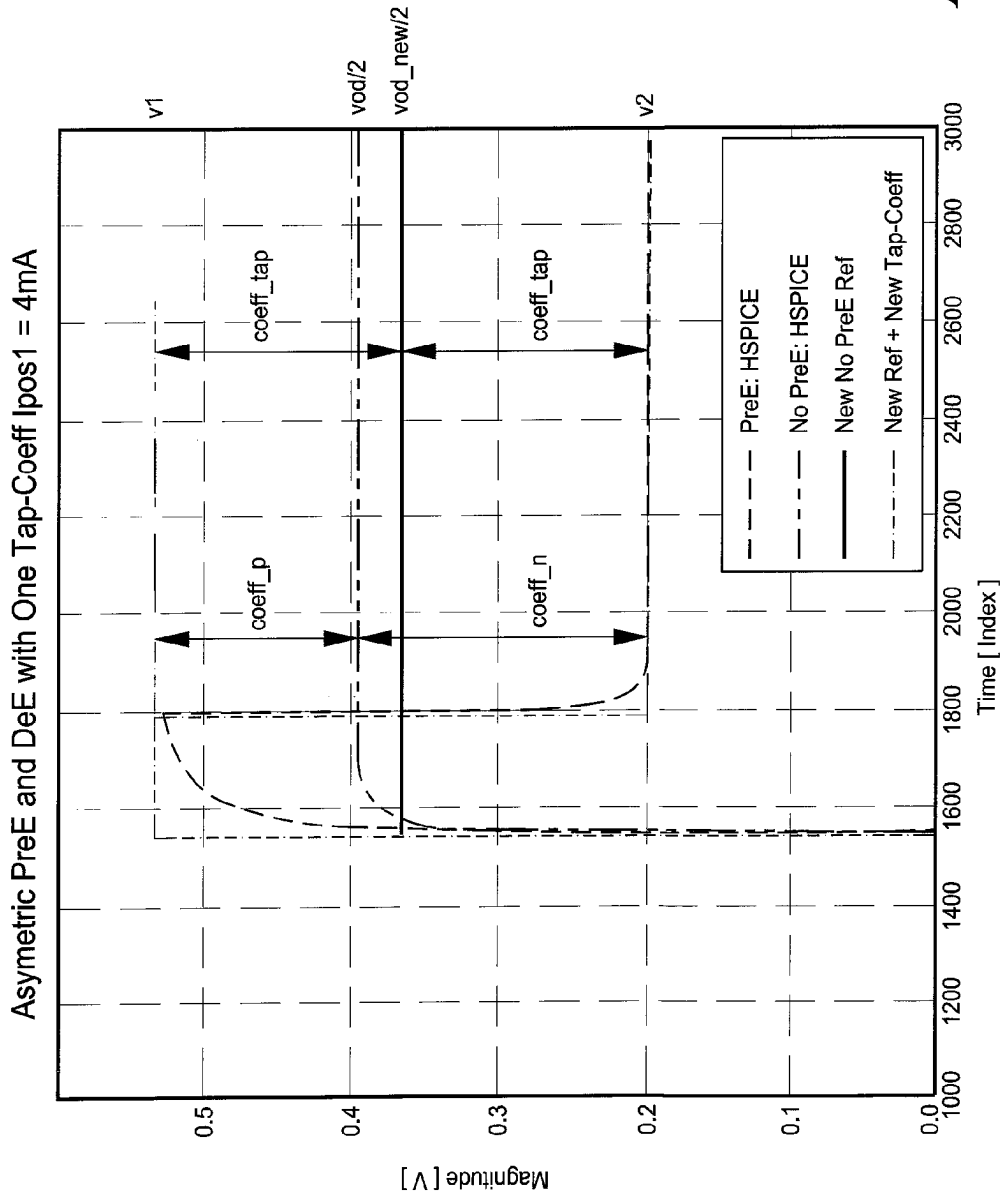 Asymetric PreE and DeE with One Tap-Coeff Ipos1 = 4mA
Magnitude [ V ]
0.5
0.4
0.3
0.2
0.1
0.0
v1
vod/2
vod_new/2
v2
coeff_p
coeff_n
coeff_tap
coeff_tap
PreE: HSPICE
No PreE: HSPICE
New No PreE Ref
New Ref + New Tap-Coeff
1000 1200 1400 1600 1800 2000 2200 2400 2600 2800 3000
Time [ Index ]